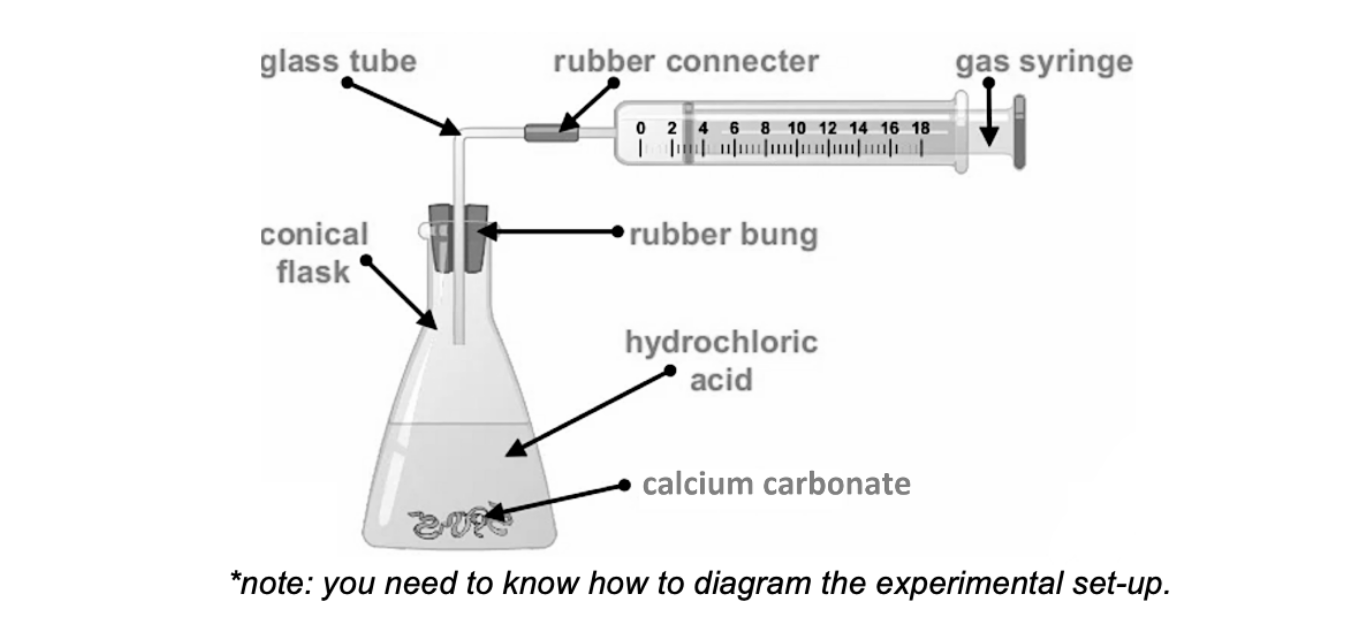 glass tube
rubber connecter
gas syringe
0 2 4 6 8 10 12 14 16 18
conical
flask
rubber bung
hydrochloric
acid
calcium carbonate
*note: you need to know how to diagram the experimental set-up.